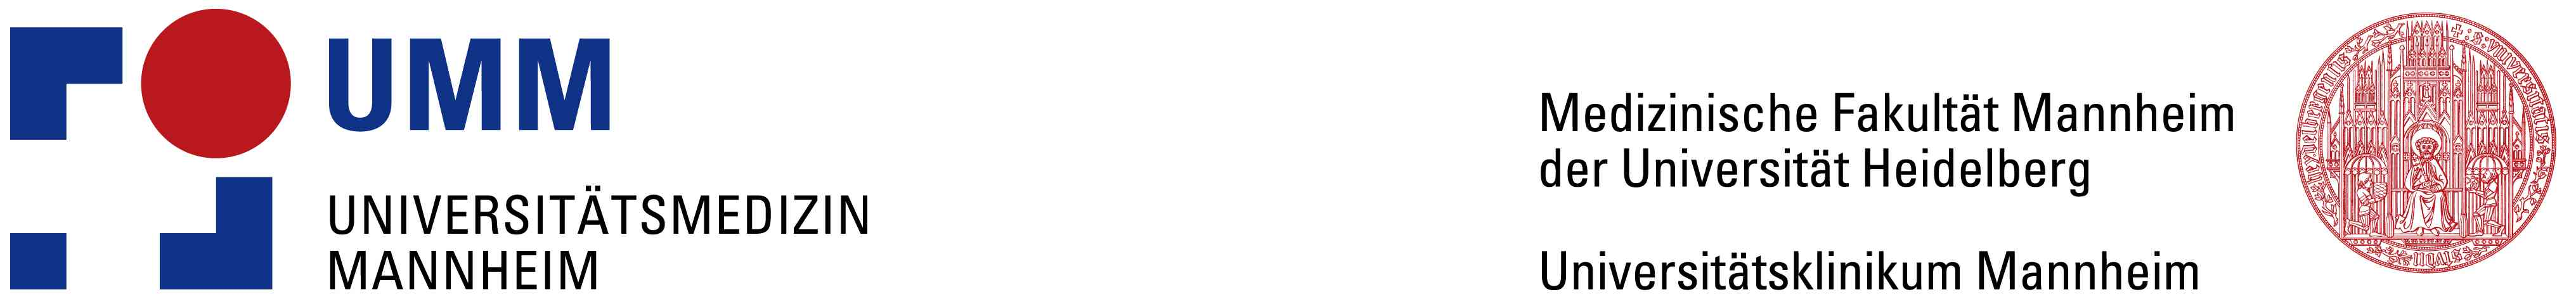 UMM
UNIVERSITÄTSMEDIZIN
MANNHEIM
Medizinische Fakultät Mannheim
der Universität Heidelberg
Universitätsklinikum Mannheim